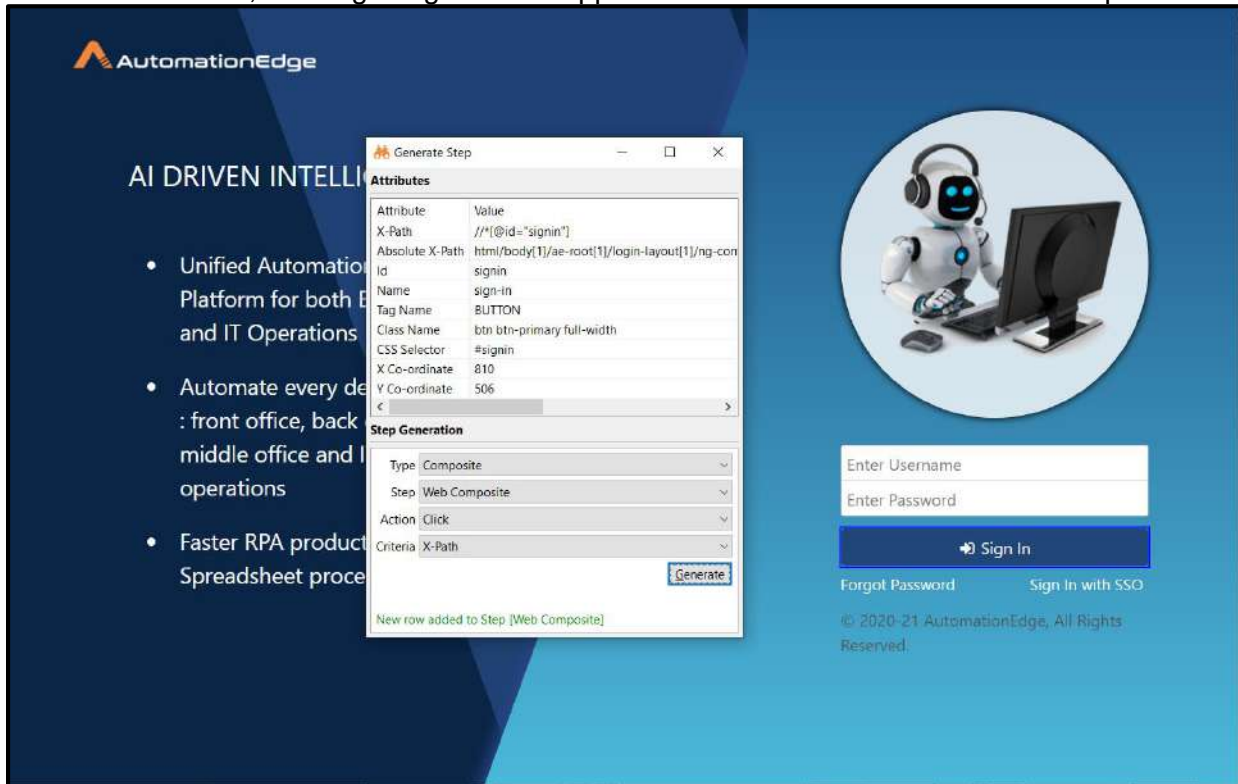 AutomationEdge
AI DRIVEN INTELLI
• Unified Automation
Platform for both
and IT Operations
• Automate every de
: front office, back
middle office and
operations
• Faster RPA product
Spreadsheet proce
Generate Step
Attributes
Attribute Value
X-Path //*[@id="signin"]
Absolute X-Path html/body[1]/ae-root[1]/login-layout[1]/ng-con
Id signin
Name sign-in
Tag Name BUTTON
Class Name btn btn-primary full-width
CSS Selector #signin
X Co-ordinate 810
Y Co-ordinate 506
Step Generation
Type Composite
Step Web Composite
Action Click
Criteria X-Path
Generate
New row added to Step [Web Composite]
Enter Username
Enter Password
Sign In
Forgot Password Sign In with SSO
© 2020-21 AutomationEdge, All Rights
Reserved.